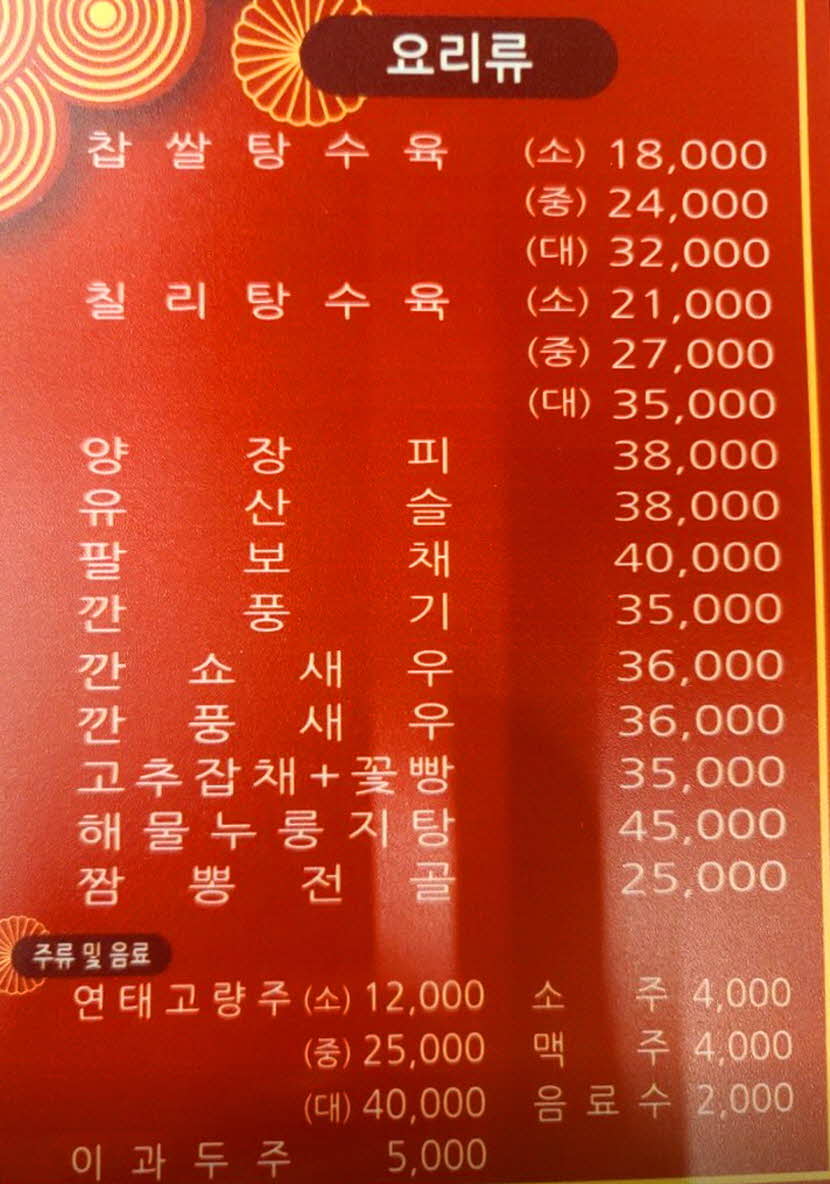 요리류
찹쌀탕수육 (소) 18,000
(중) 24,000
(대) 32,000
칠리탕수육 (소) 21,000
(중) 27,000
(대) 35,000
양장피 38,000
유산슬 38,000
팔보채 40,000
깐풍기 35,000
깐쇼새우 36,000
깐풍새우 36,000
고추잡채+꽃빵 35,000
해물누룽지탕 45,000
짬뽕전골 25,000
주류 및 음료
연태고량주 (소) 12,000 소주 4,000
(중) 25,000 맥주 4,000
(대) 40,000 음료수 2,000
이과두주 5,000